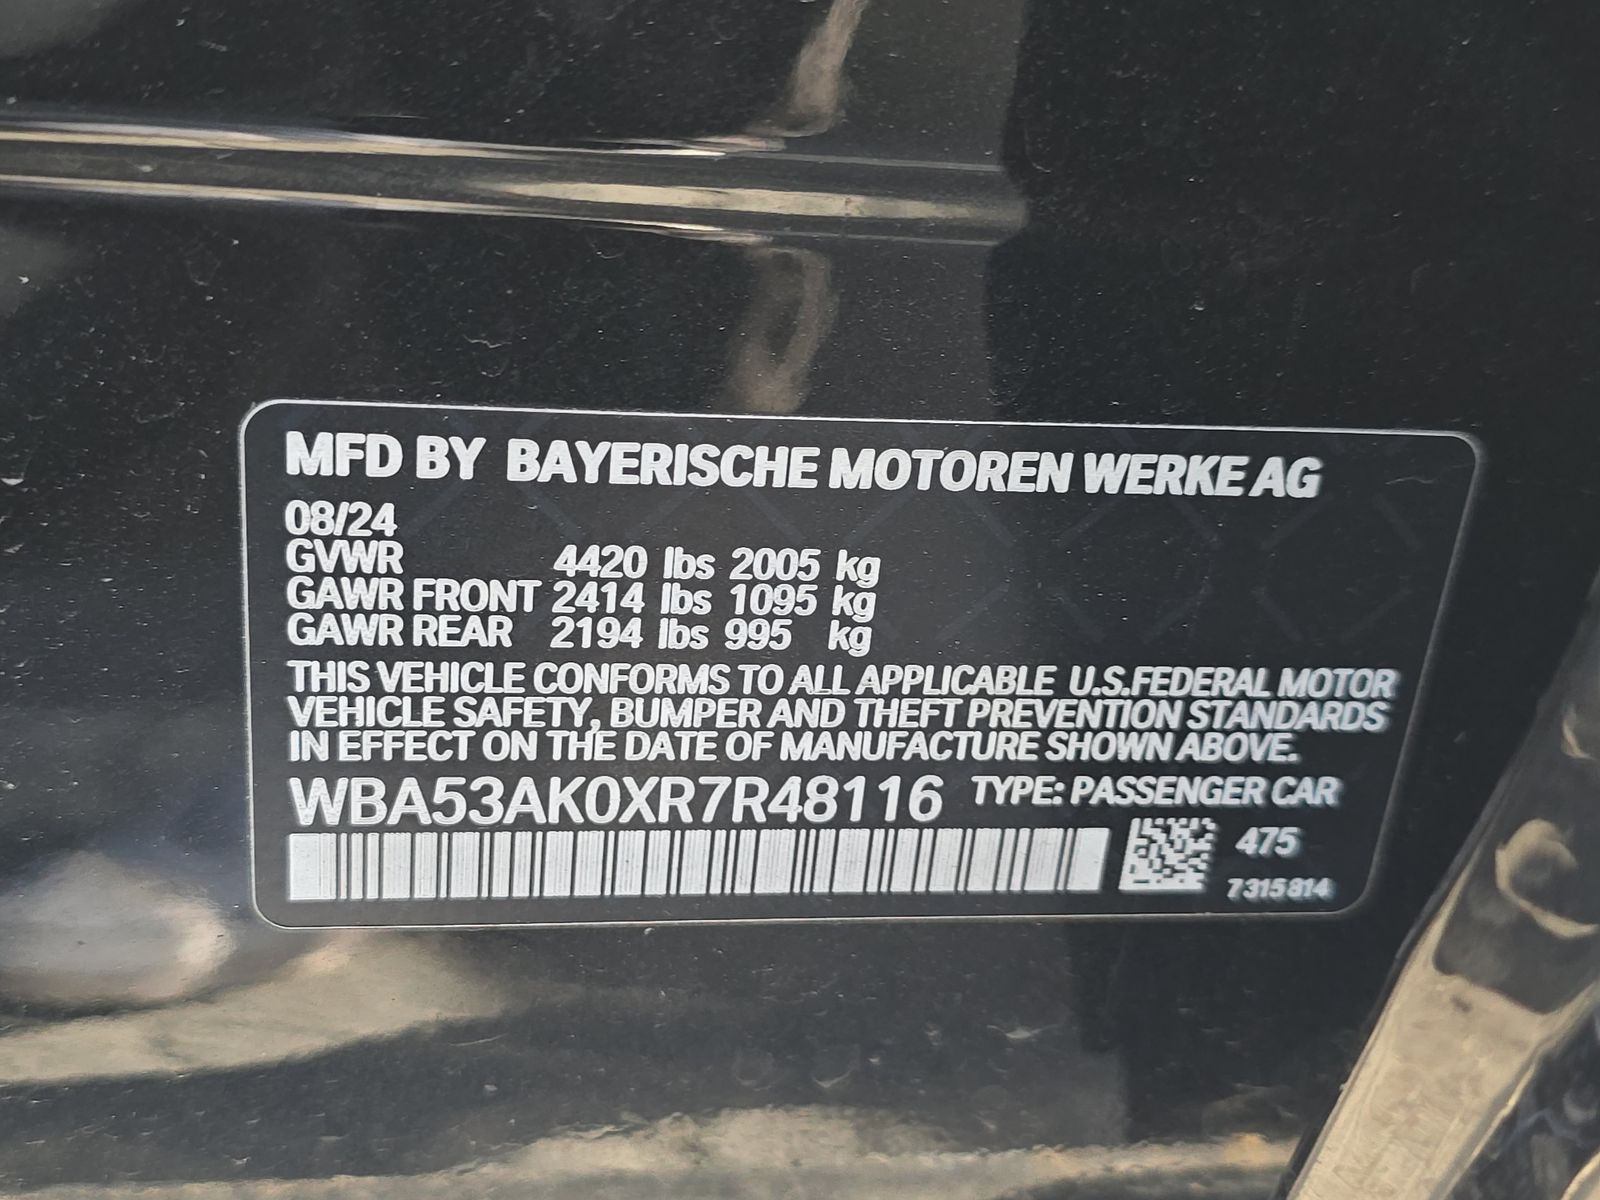 MFD BY BAYERISCHE MOTOREN WERKE AG
08/24
GVWR 4420 lbs 2005 kg
GAWR FRONT 2414 lbs 1095 kg
GAWR REAR 2194 lbs 995 kg
THIS VEHICLE CONFORMS TO ALL APPLICABLE U.S.FEDERAL MOTOR
VEHICLE SAFETY, BUMPER AND THEFT PREVENTION STANDARDS
IN EFFECT ON THE DATE OF MANUFACTURE SHOWN ABOVE.
WBA53AK0XR7R48116 TYPE: PASSENGER CAR
475
7315814